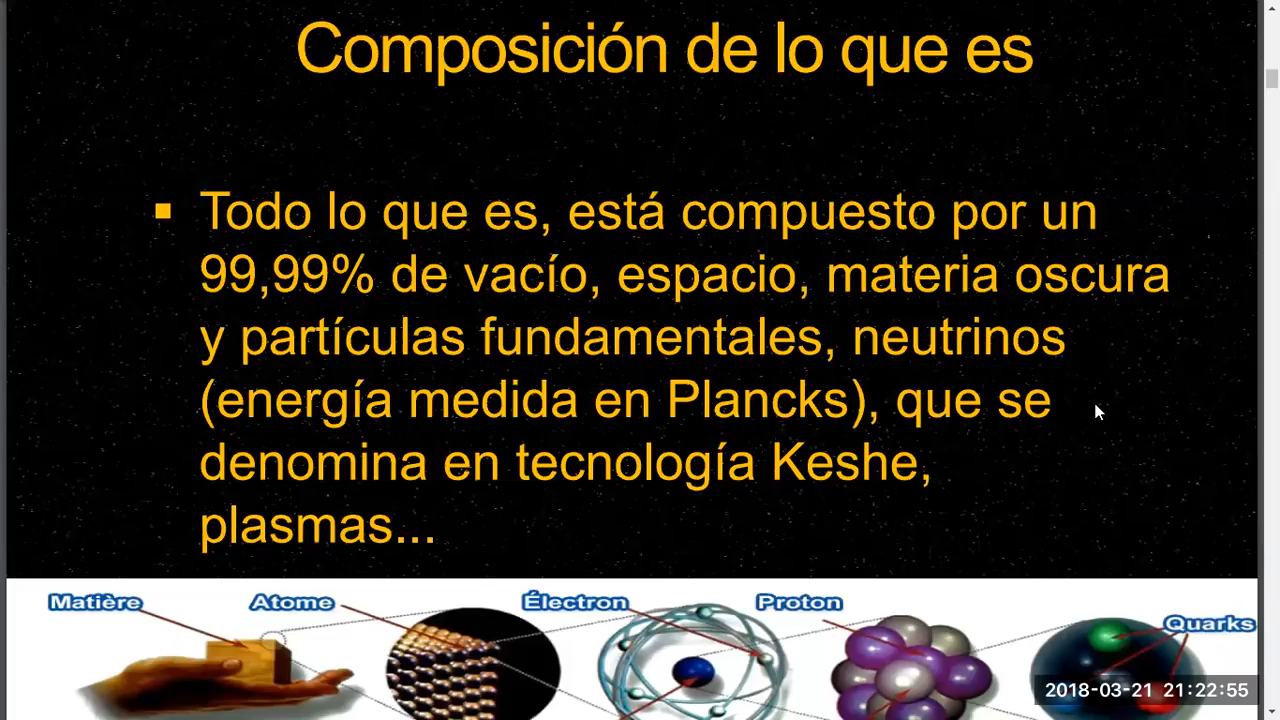 Composición de lo que es
▪ Todo lo que es, está compuesto por un
99,99% de vacío, espacio, materia oscura
y partículas fundamentales, neutrinos
(energía medida en Plancks), que se
denomina en tecnología Keshe,
plasmas...
Matière Atome Électron Proton Quarks
2018-03-21 21:22:55